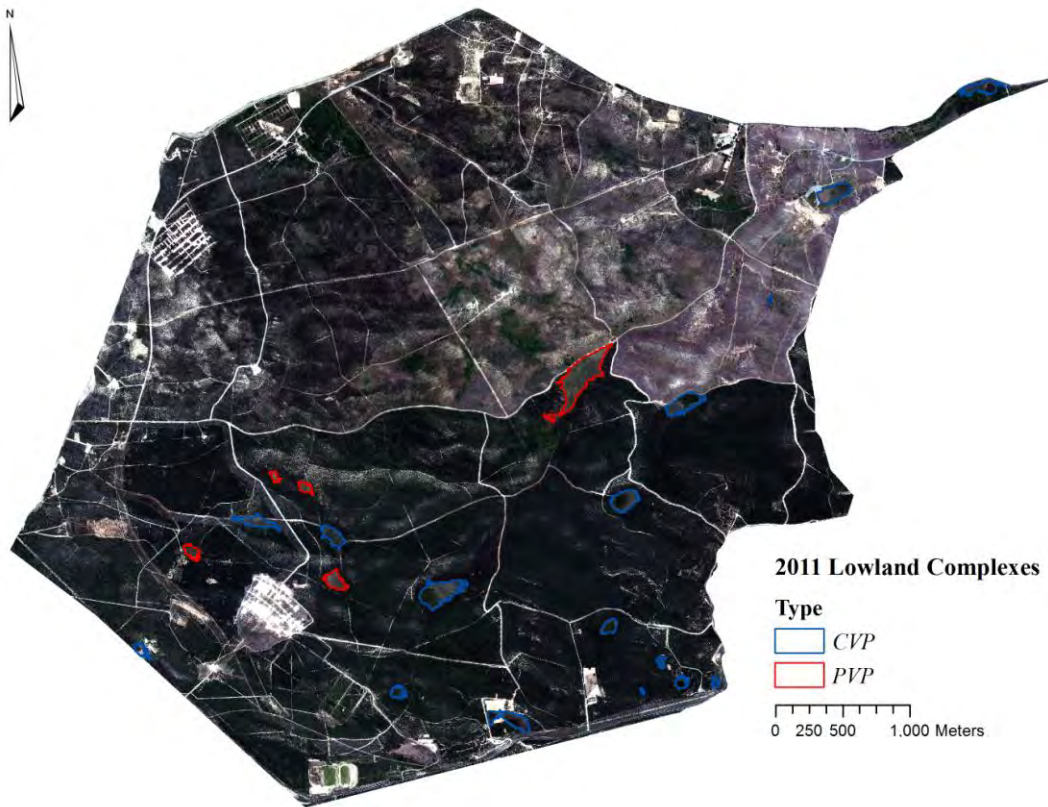 N
2011 Lowland Complexes
Type
CVP
PVP
0 250 500 1,000 Meters